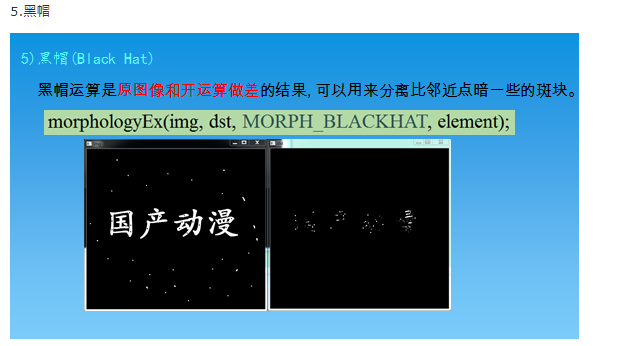 5.黑帽
5)黑帽(Black Hat)
黑帽运算是原图像和开运算做差的结果,可以用来分离比邻近点暗一些的斑块。
morphologyEx(img, dst, MORPH_BLACKHAT, element);
国产动漫